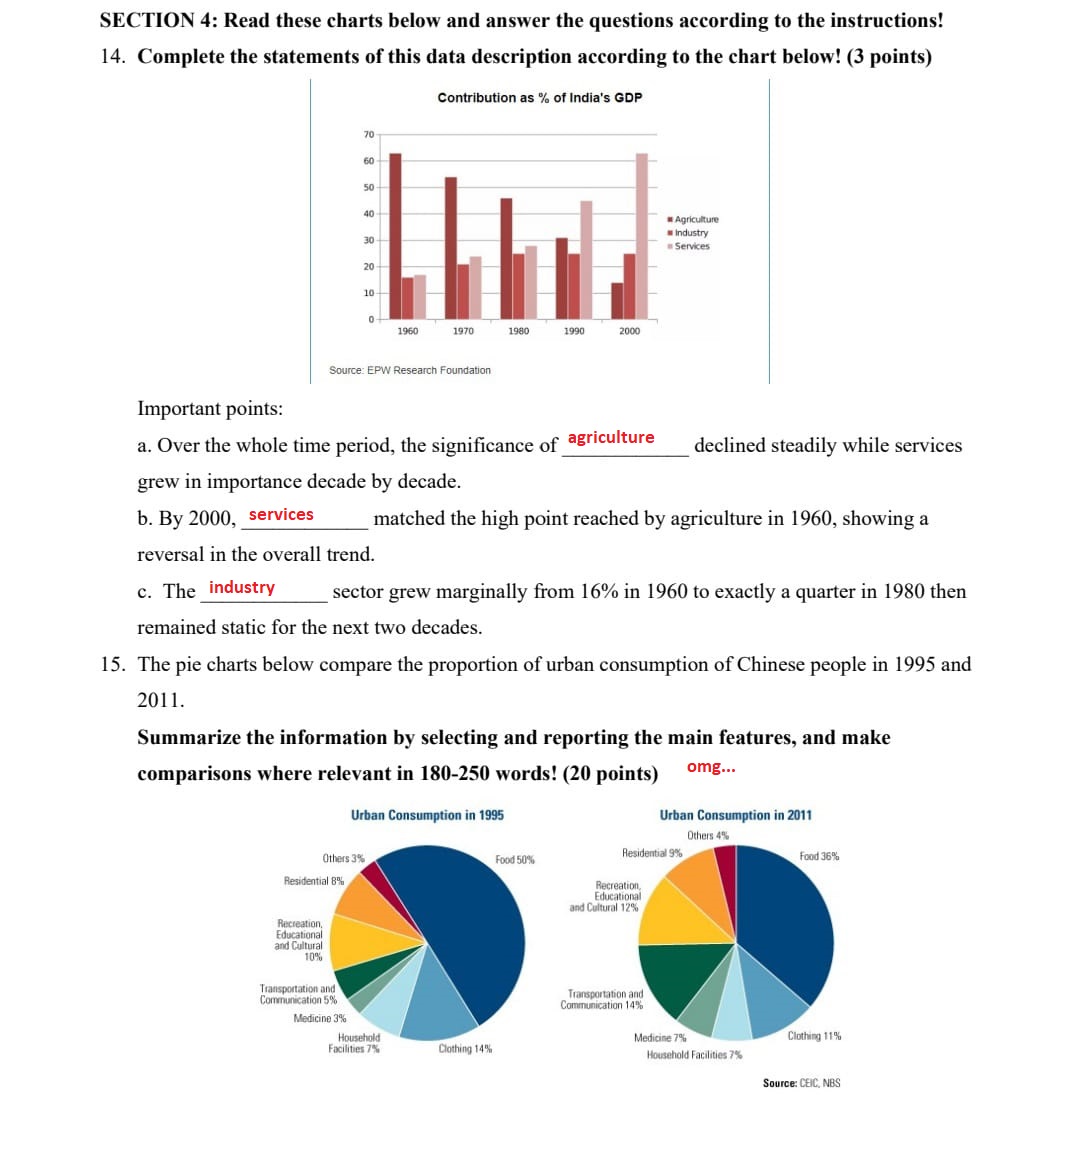 SECTION 4: Read these charts below and answer the questions according to the instructions!
14. Complete the statements of this data description according to the chart below! (3 points)
Contribution as % of India's GDP
70
60
50
40
30
20
10
0
1960 1970 1980 1990 2000
Agriculture
Industry
Services
Source: EPW Research Foundation
Important points:
a. Over the whole time period, the significance of agriculture declined steadily while services
grew in importance decade by decade.
b. By 2000, services matched the high point reached by agriculture in 1960, showing a
reversal in the overall trend.
c. The industry sector grew marginally from 16% in 1960 to exactly a quarter in 1980 then
remained static for the next two decades.
15. The pie charts below compare the proportion of urban consumption of Chinese people in 1995 and
2011.
Summarize the information by selecting and reporting the main features, and make
comparisons where relevant in 180-250 words! (20 points) omg...
Urban Consumption in 1995
Others 3%
Food 50%
Residential 8%
Recreation,
Educational
and Cultural
10%
Transportation and
Communication 5%
Medicine 3%
Household
Facilities 7%
Clothing 14%
Urban Consumption in 2011
Others 4%
Residential 9%
Food 36%
Recreation,
Educational
and Cultural 12%
Transportation and
Communication 14%
Medicine 7%
Household Facilities 7%
Clothing 11%
Source: CEIC, NBS